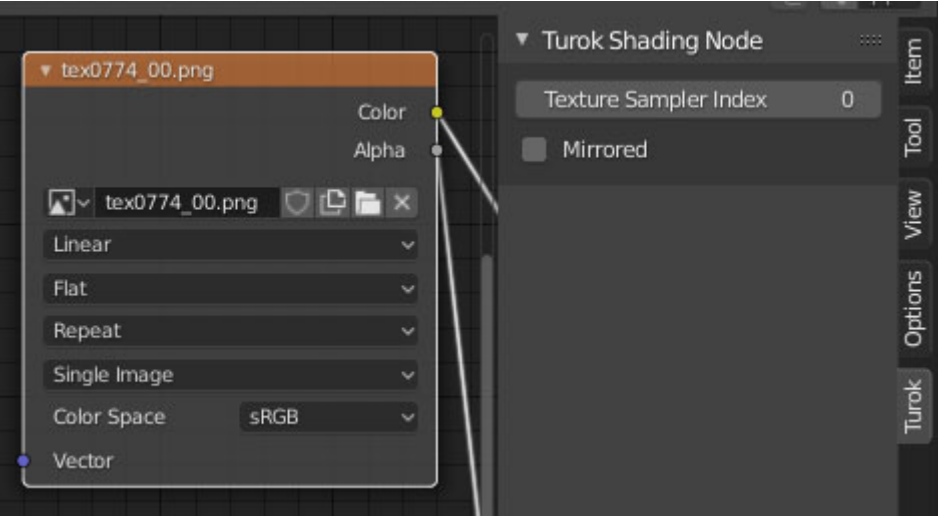 tex0774_00.png
Color
Alpha
tex0774_00.png
Linear
Flat
Repeat
Single Image
Color Space sRGB
Vector
Turok Shading Node
Texture Sampler Index 0
Mirrored
Item
Tool
View
Options
Turok